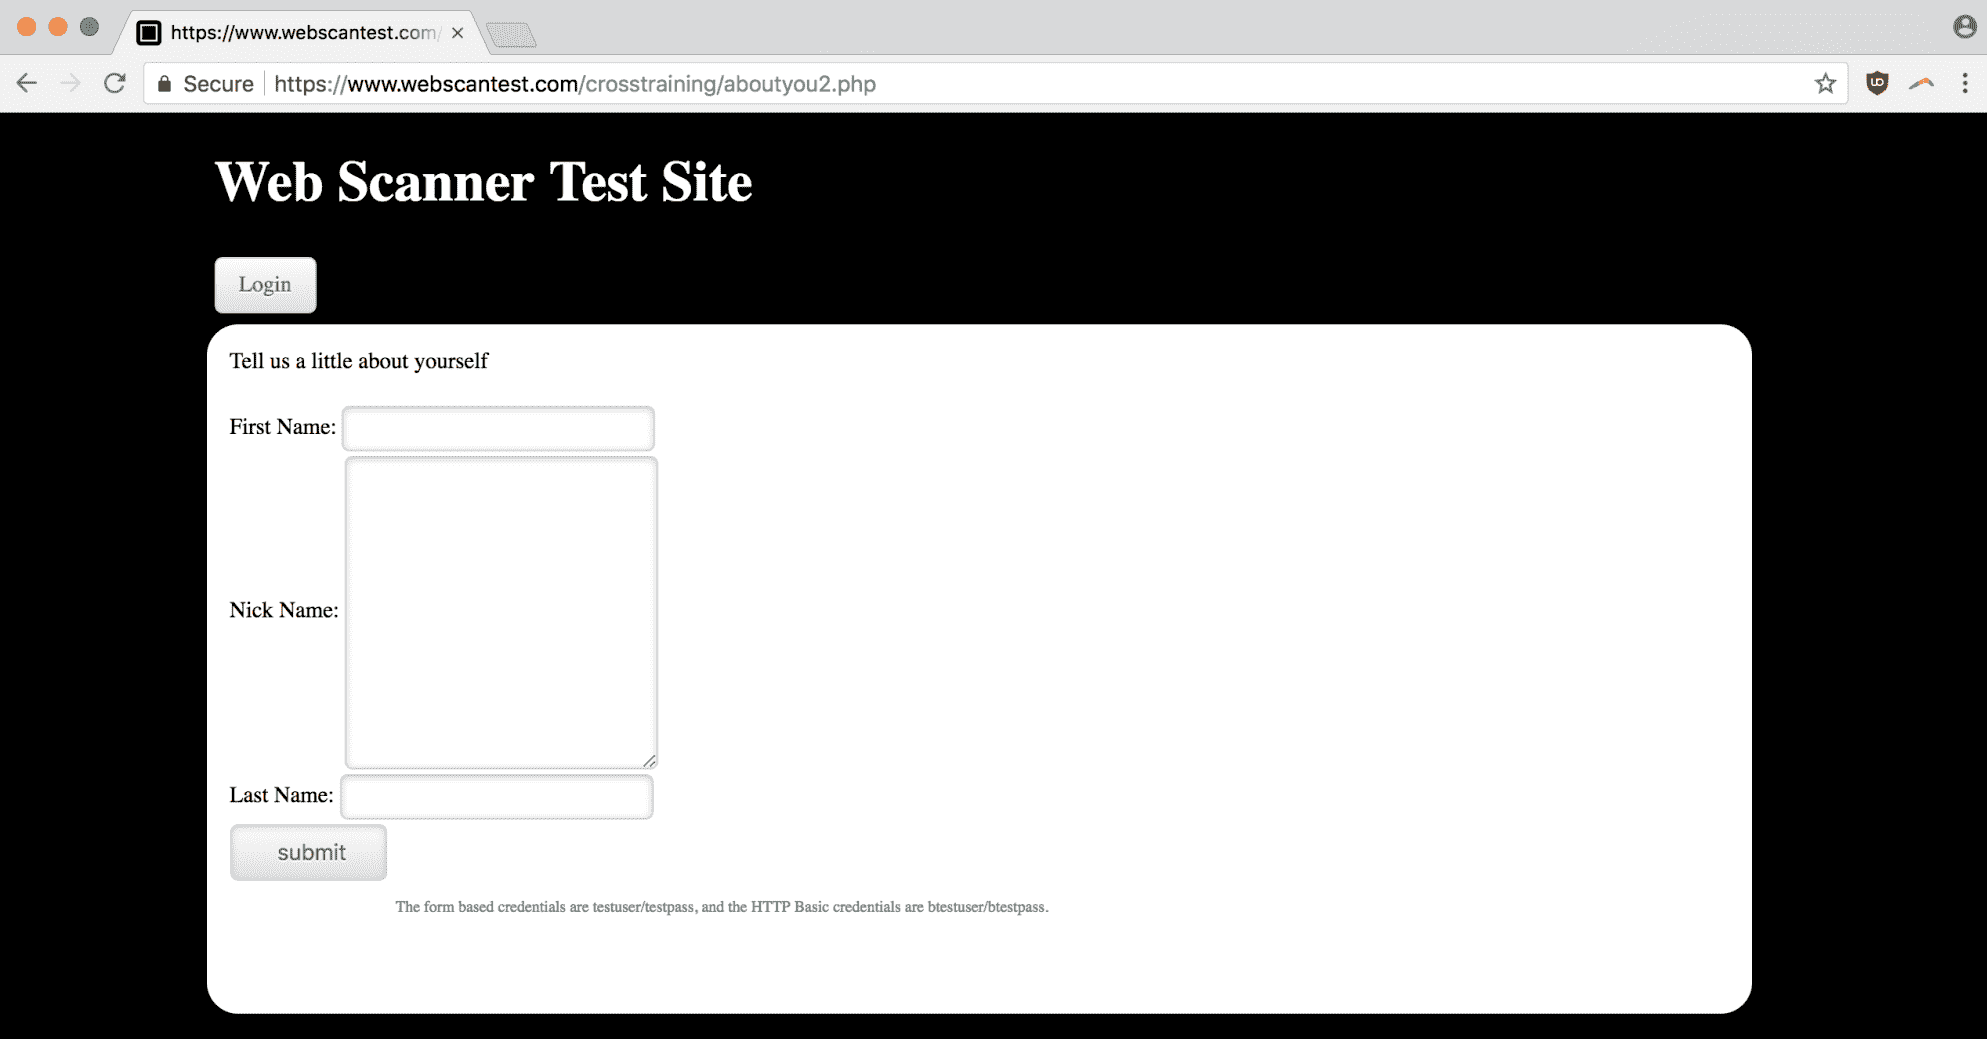 https://www.webscantest.com/
Secure https://www.webscantest.com/crosstraining/aboutyou2.php
Web Scanner Test Site
Login
Tell us a little about yourself
First Name:
Nick Name:
Last Name:
submit
The form based credentials are testuser/testpass, and the HTTP Basic credentials are btestuser/btestpass.